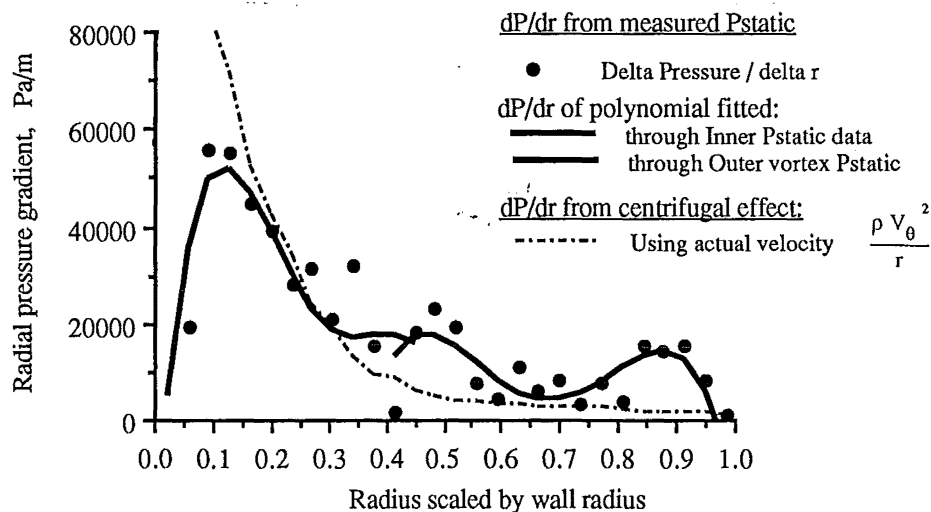 dP/dr from measured Pstatic
Delta Pressure / delta r
dP/dr of polynomial fitted:
through Inner Pstatic data
through Outer vortex Pstatic
dP/dr from centrifugal effect:
Using actual velocity
ρ V_θ ²
r
Radial pressure gradient, Pa/m
80000
60000
40000
20000
0
0.0 0.1 0.2 0.3 0.4 0.5 0.6 0.7 0.8 0.9 1.0
Radius scaled by wall radius